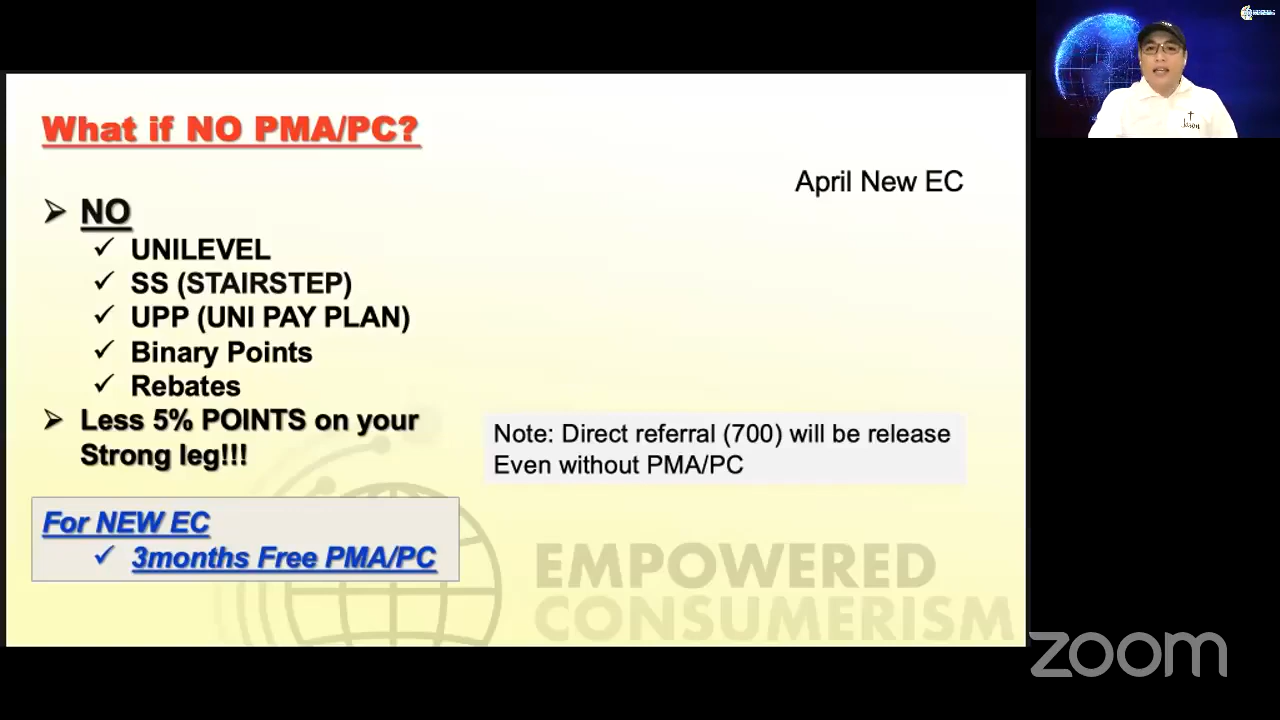 What if NO PMA/PC?
April New EC
NO
UNILEVEL
SS (STAIRSTEP)
UPP (UNI PAY PLAN)
Binary Points
Rebates
Less 5% POINTS on your
Strong leg!!!
Note: Direct referral (700) will be release
Even without PMA/PC
For NEW EC
3months Free PMA/PC
EMPOWERED
CONSUMERISM
zoom